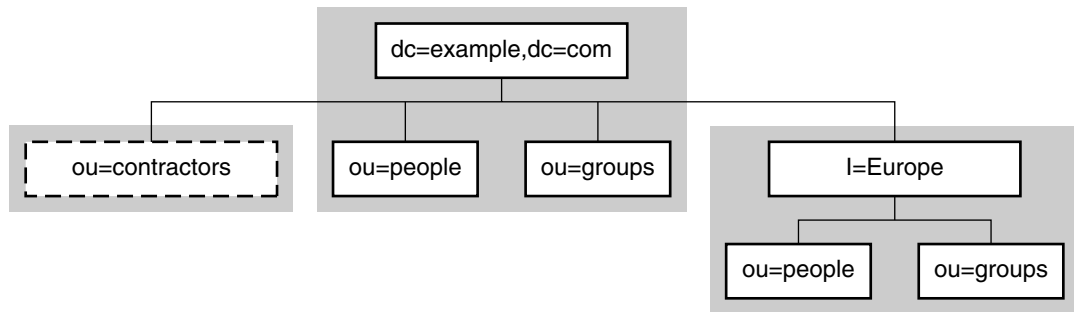 dc=example,dc=com
ou=contractors
ou=people
ou=groups
l=Europe
ou=people
ou=groups